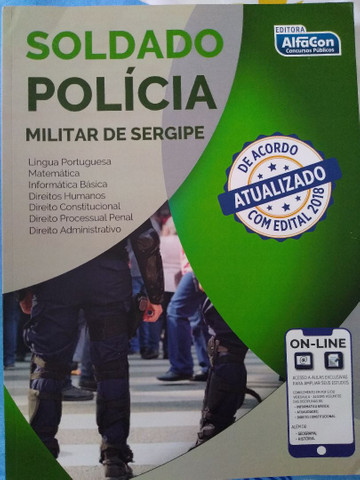 EDITORA
AlfaCon
Concursos Públicos
SOLDADO
POLÍCIA
MILITAR DE SERGIPE
Língua Portuguesa
Matemática
Informática Básica
Direitos Humanos
Direito Constitucional
Direito Processual Penal
Direito Administrativo
DE ACORDO
ATUALIZADO
COM EDITAL 2018
ON-LINE